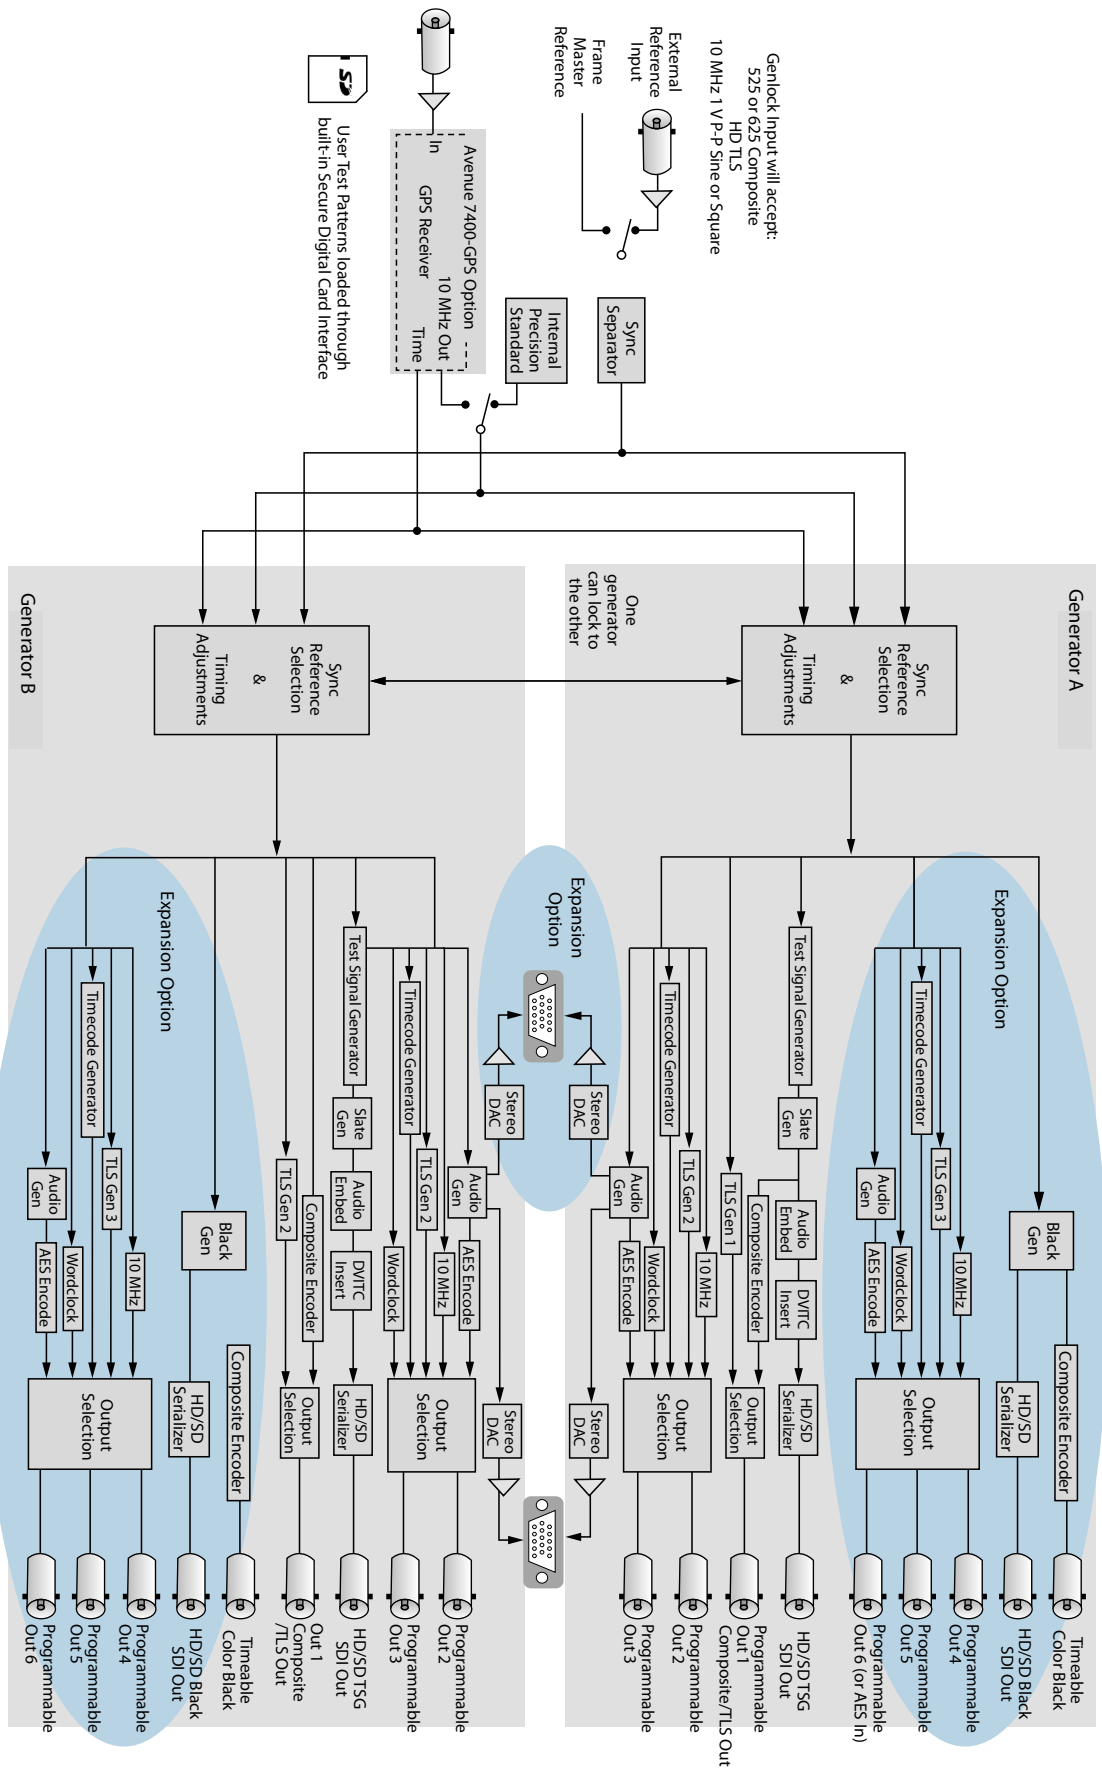 Genlock Input will accept:
525 or 625 Composite
HD TLS
10 MHz 1 V P-P Sine or Square
External
Reference
Input
Frame
Master
Reference
Sync
Separator
Internal
Precision
Standard
Avenue 7400-GPS Option
In
GPS Receiver
10 MHz Out
Time
SD
User Test Patterns loaded through
built-in Secure Digital Card Interface
Generator A
Sync
Reference
Selection
&
Timing
Adjustments
One
generator
can lock to
the other
Expansion Option
Black
Gen
Composite Encoder
Timeable
Color Black
HD/SD
Serializer
HD/SD Black
SDI Out
10 MHz
TLS Gen 3
Timecode Generator
Wordclock
Audio
Gen
AES Encode
Output
Selection
Programmable
Out 4
Programmable
Out 5
Programmable
Out 6 (or AES In)
Test Signal Generator
Slate
Gen
Audio
Embed
DVITC
Insert
HD/SD
Serializer
HD/SD TSG
SDI Out
Composite Encoder
TLS Gen 1
Output
Selection
Programmable
Out 1
Composite/TLS Out
10 MHz
TLS Gen 2
Timecode Generator
Wordclock
Audio
Gen
AES Encode
Output
Selection
Programmable
Out 2
Programmable
Out 3
Expansion
Option
Stereo
DAC
Stereo
DAC
Stereo
DAC
Stereo
DAC
Generator B
Sync
Reference
Selection
&
Timing
Adjustments
Audio
Gen
AES Encode
10 MHz
TLS Gen 2
Timecode Generator
Wordclock
Output
Selection
Programmable
Out 2
Programmable
Out 3
Test Signal Generator
Slate
Gen
Audio
Embed
DVITC
Insert
HD/SD
Serializer
HD/SD TSG
SDI Out
Composite Encoder
TLS Gen 2
Output
Selection
Out 1
Composite
/TLS Out
Expansion Option
Composite Encoder
Timeable
Color Black
Black
Gen
HD/SD
Serializer
HD/SD Black
SDI Out
10 MHz
TLS Gen 3
Timecode Generator
Wordclock
Audio
Gen
AES Encode
Output
Selection
Programmable
Out 4
Programmable
Out 5
Programmable
Out 6